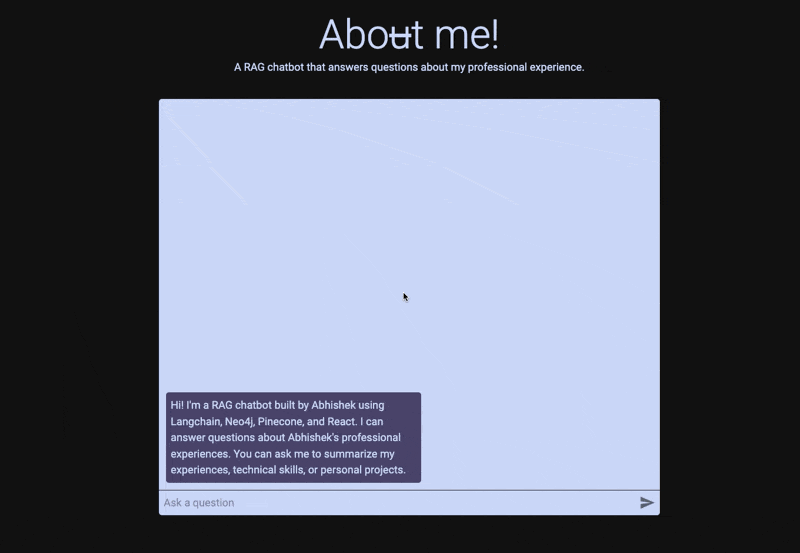 About me!
A RAG chatbot that answers questions about my professional experience.
Hi! I'm a RAG chatbot built by Abhishek using
Langchain, Neo4j, Pinecone, and React. I can
answer questions about Abhishek's professional
experiences. You can ask me to summarize my
experiences, technical skills, or personal projects.
Ask a question